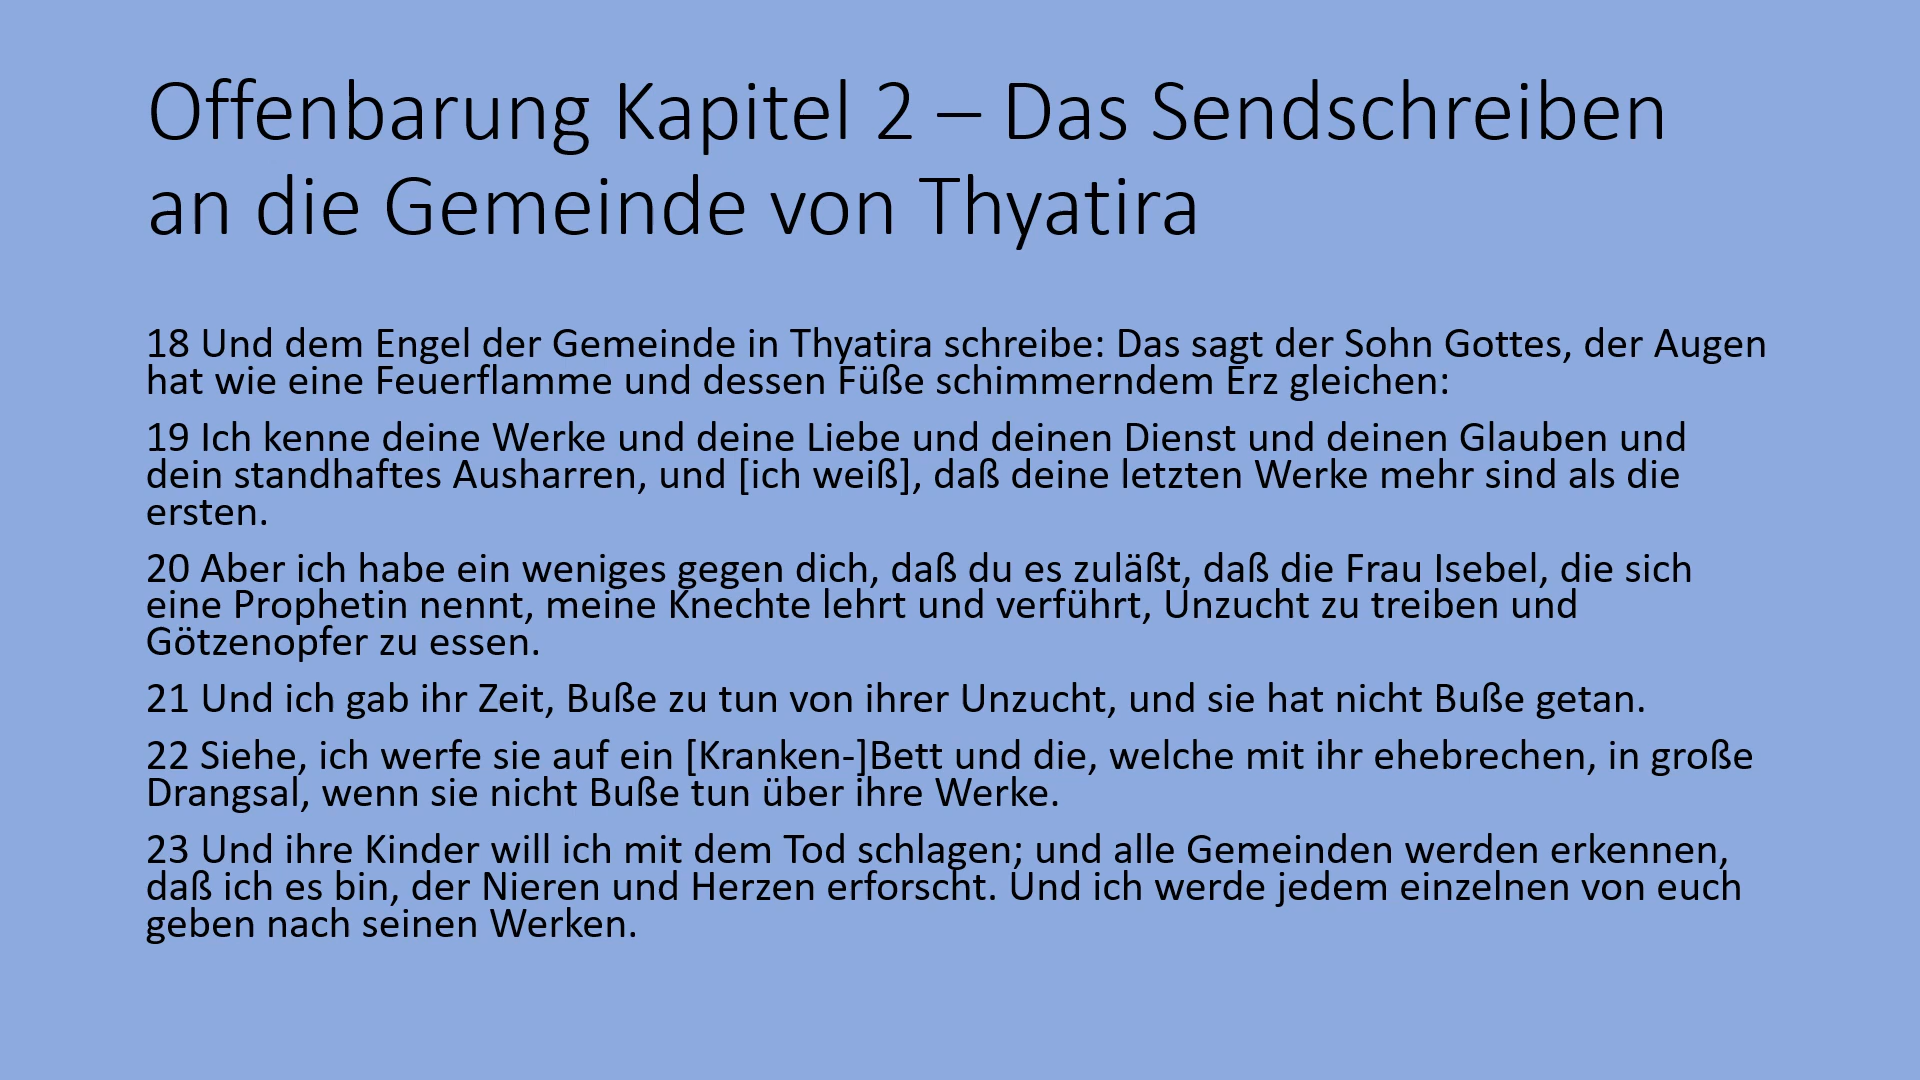 Offenbarung Kapitel 2 – Das Sendschreiben
an die Gemeinde von Thyatira
18 Und dem Engel der Gemeinde in Thyatira schreibe: Das sagt der Sohn Gottes, der Augen
hat wie eine Feuerflamme und dessen Füße schimmerndem Erz gleichen:
19 Ich kenne deine Werke und deine Liebe und deinen Dienst und deinen Glauben und
dein standhaftes Ausharren, und [ich weiß], daß deine letzten Werke mehr sind als die
ersten.
20 Aber ich habe ein weniges gegen dich, daß du es zuläßt, daß die Frau Isebel, die sich
eine Prophetin nennt, meine Knechte lehrt und verführt, Unzucht zu treiben und
Götzenopfer zu essen.
21 Und ich gab ihr Zeit, Buße zu tun von ihrer Unzucht, und sie hat nicht Buße getan.
22 Siehe, ich werfe sie auf ein [Kranken-]Bett und die, welche mit ihr ehebrechen, in große
Drangsal, wenn sie nicht Buße tun über ihre Werke.
23 Und ihre Kinder will ich mit dem Tod schlagen; und alle Gemeinden werden erkennen,
daß ich es bin, der Nieren und Herzen erforscht. Und ich werde jedem einzelnen von euch
geben nach seinen Werken.